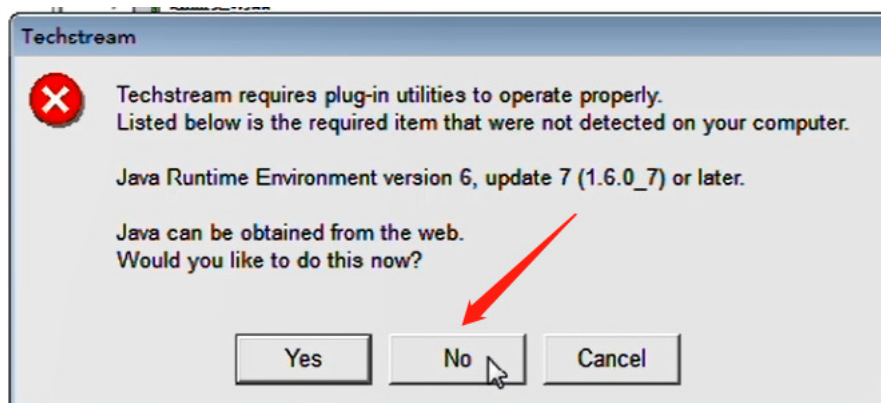 Techstream
Techstream requires plug-in utilities to operate properly.
Listed below is the required item that were not detected on your computer.
Java Runtime Environment version 6, update 7 (1.6.0_7) or later.
Java can be obtained from the web.
Would you like to do this now?
Yes
No
Cancel